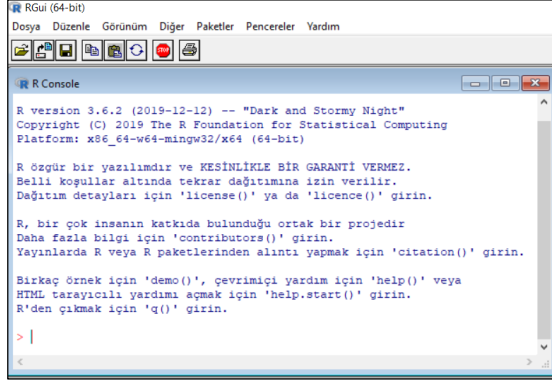 RGui (64-bit)
Dosya Düzenle Görünüm Diğer Paketler Pencereler Yardım
STOP
R Console
R version 3.6.2 (2019-12-12) -- "Dark and Stormy Night"
Copyright (C) 2019 The R Foundation for Statistical Computing
Platform: x86_64-w64-mingw32/x64 (64-bit)
R özgür bir yazılımdır ve KESİNLİKLE BİR GARANTİ VERMEZ.
Belli koşullar altında tekrar dağıtımına izin verilir.
Dağıtım detayları için 'license()' ya da 'licence()' girin.
R, bir çok insanın katkıda bulunduğu ortak bir projedir
Daha fazla bilgi için 'contributors()' girin.
Yayınlarda R veya R paketlerinden alıntı yapmak için 'citation()' girin.
Birkaç örnek için 'demo()', çevrimiçi yardım için 'help()' veya
HTML tarayıcılı yardımı açmak için 'help.start()' girin.
R'den çıkmak için 'q()' girin.
>